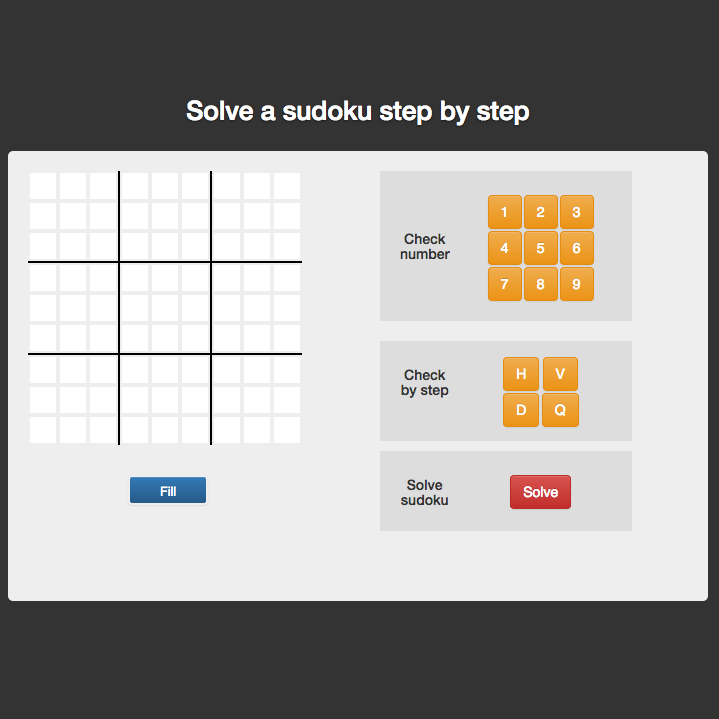 Solve a sudoku step by step
Check
number
1 2 3
4 5 6
7 8 9
Check
by step
H V
D Q
Fill
Solve
sudoku
Solve